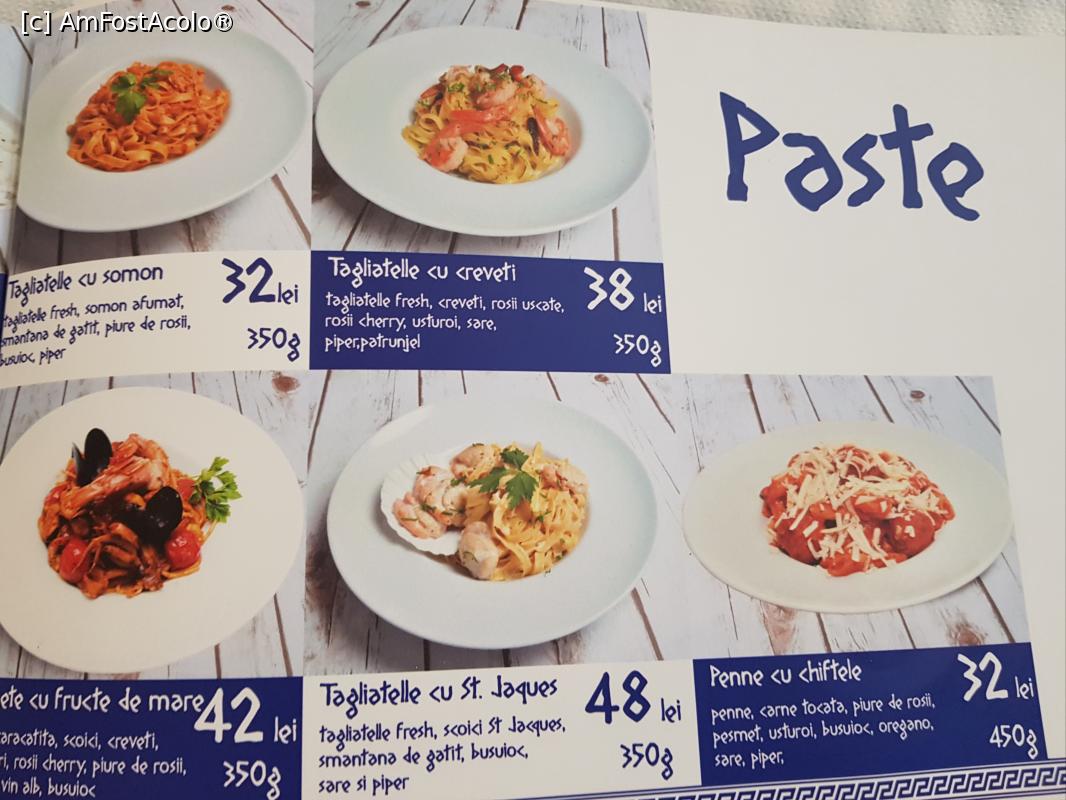 [c] AmFostAcolo®
Paste
Tagliatelle cu somon
32 lei
tagliatelle fresh, somon afumat,
smantana de gatit, piure de rosii,
busuioc, piper
350g
Tagliatelle cu creveti
38 lei
tagliatelle fresh, creveti, rosii uscate,
rosii cherry, usturoi, sare,
piper,patrunjel
350g
cu fructe de mare
42 lei
scoici, creveti,
rosii cherry, piure de rosii,
vin alb, busuioc
350g
Tagliatelle cu St. Jaques
48 lei
tagliatelle fresh, scoici St Jacques,
smantana de gatit, busuioc,
sare si piper
350g
Penne cu chiftele
32 lei
penne, carne tocata, piure de rosii,
pesmet, usturoi, busuioc, oregano,
sare, piper,
450g